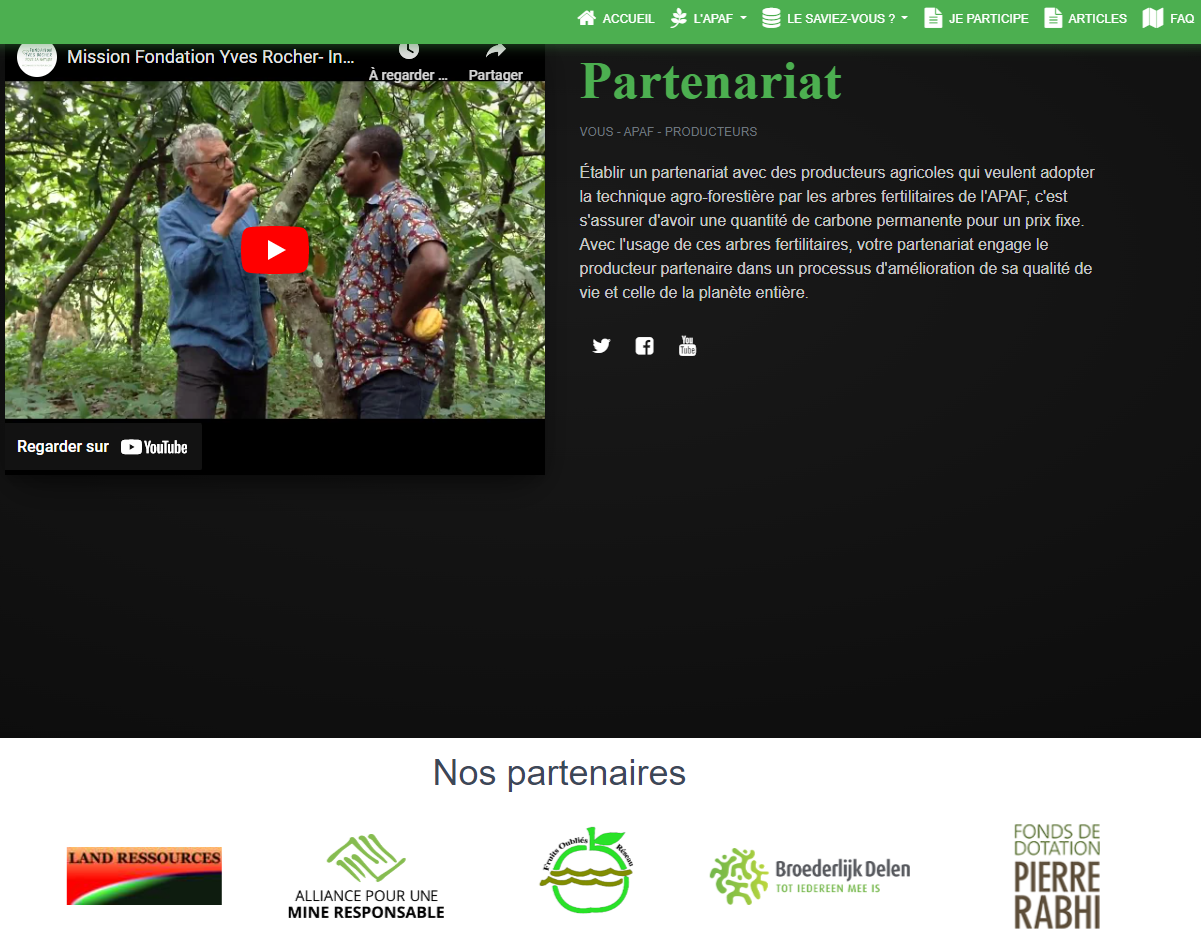 ACCUEIL L'APAF LE SAVIEZ-VOUS ? JE PARTICIPE ARTICLES FAQ
Mission Fondation Yves Rocher- In…
À regarder ... Partager
Regarder sur YouTube
Partenariat
VOUS - APAF - PRODUCTEURS
Établir un partenariat avec des producteurs agricoles qui veulent adopter
la technique agro-forestière par les arbres fertilitaires de l'APAF, c'est
s'assurer d'avoir une quantité de carbone permanente pour un prix fixe.
Avec l'usage de ces arbres fertilitaires, votre partenariat engage le
producteur partenaire dans un processus d'amélioration de sa qualité de
vie et celle de la planète entière.
You
Tube
Nos partenaires
LAND RESSOURCES
ALLIANCE POUR UNE
MINE RESPONSABLE
Fruits Oubliés Réseau
Broederlijk Delen
TOT IEDEREEN MEE IS
FONDS DE
DOTATION
PIERRE
RABHI